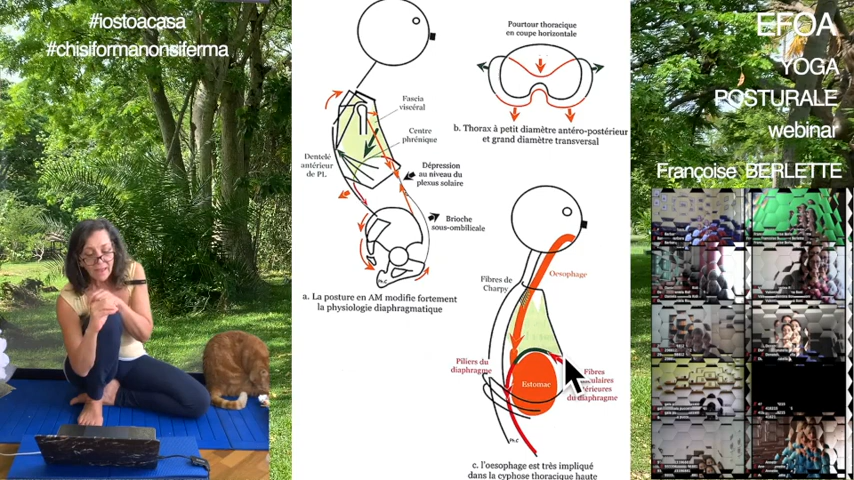 #iostoacasa
#chisiformanonsiferma
Pourtour thoracique
en coupe horizontale
b. Thorax à petit diamètre antéro-postérieur
et grand diamètre transversal
Fascia
viscéral
Centre
phrénique
Dentelé
antérieur
de PL
Dépression
au niveau du
plexus solaire
Brioche
sous-ombilicale
a. La posture en AM modifie fortement
la physiologie diaphragmatique
Oesophage
Fibres de
Charpy
Piliers du
diaphragme
Estomac
Fibres
du diaphragme
c. l'oesophage est très impliqué
dans la cyphose thoracique haute
EFOA
YOGA
POSTURALE
webinar
Françoise BERLETTE